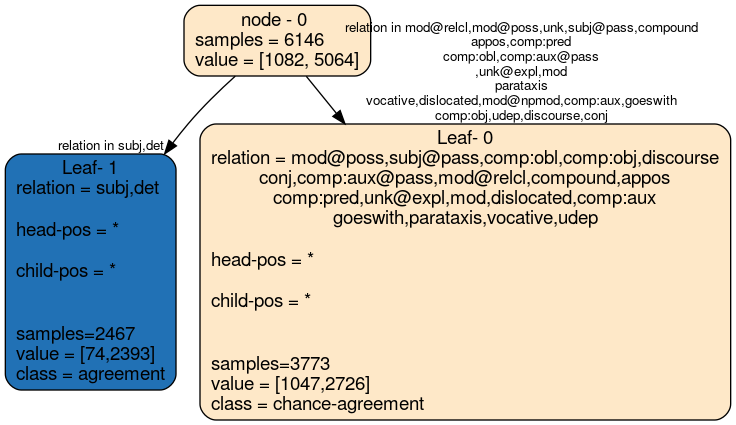 node - 0
samples = 6146
value = [1082, 5064]
relation in mod@relcl,mod@poss,unk,subj@pass,compound
appos,comp:pred
comp:obl,comp:aux@pass
,unk@expl,mod
parataxis
vocative,dislocated,mod@npmod,comp:aux,goeswith
comp:obj,udep,discourse,conj
relation in subj,det
Leaf- 1
relation = subj,det
head-pos = *
child-pos = *
samples=2467
value = [74,2393]
class = agreement
Leaf- 0
relation = mod@poss,subj@pass,comp:obl,comp:obj,discourse
conj,comp:aux@pass,mod@relcl,compound,appos
comp:pred,unk@expl,mod,dislocated,comp:aux
goeswith,parataxis,vocative,udep
head-pos = *
child-pos = *
samples=3773
value = [1047,2726]
class = chance-agreement